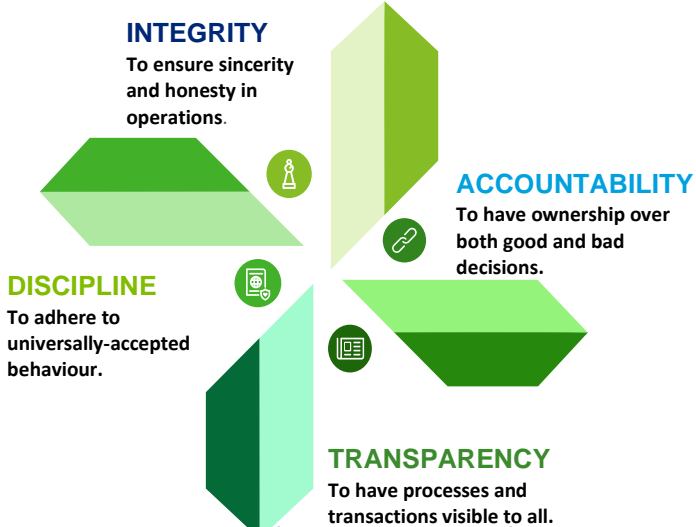 INTEGRITY
To ensure sincerity
and honesty in
operations.
ACCOUNTABILITY
To have ownership over
both good and bad
decisions.
DISCIPLINE
To adhere to
universally-accepted
behaviour.
TRANSPARENCY
To have processes and
transactions visible to all.